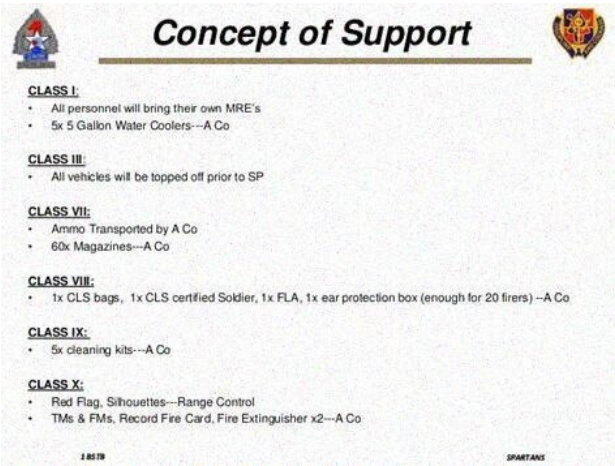 Concept of Support
CLASS I:
• All personnel will bring their own MRE's
• 5x 5 Gallon Water Coolers---A Co
CLASS III:
• All vehicles will be topped off prior to SP
CLASS VII:
• Ammo Transported by A Co
• 60x Magazines---A Co
CLASS VIII:
• 1x CLS bags, 1x CLS certified Soldier, 1x FLA, 1x ear protection box (enough for 20 firers) --A Co
CLASS IX:
• 5x cleaning kits---A Co
CLASS X:
• Red Flag, Silhouettes---Range Control
• TMs & FMs, Record Fire Card, Fire Extinguisher x2---A Co
1 BSTB
SPARTANS